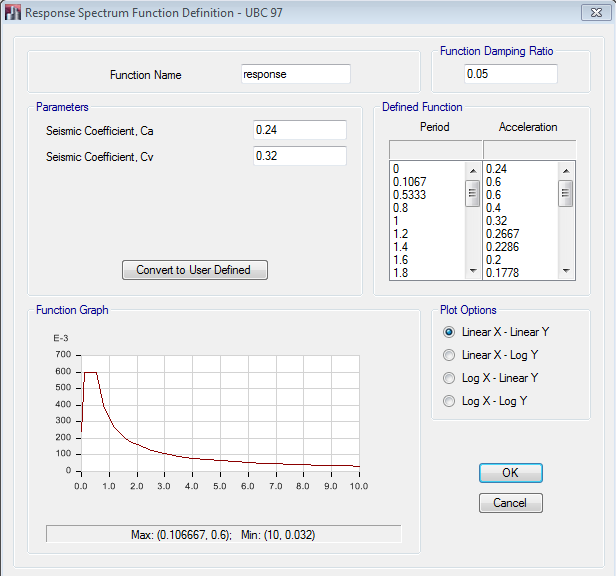 Response Spectrum Function Definition - UBC 97
Function Name
response
Function Damping Ratio
0.05
Parameters
Seismic Coefficient, Ca
0.24
Seismic Coefficient, Cv
0.32
Convert to User Defined
Defined Function
Period Acceleration
0 0.24
0.1067 0.6
0.5333 0.6
0.8 0.4
1 0.32
1.2 0.2667
1.4 0.2286
1.6 0.2
1.8 0.1778
Function Graph
E-3
700
600
500
400
300
200
100
0
0.0 1.0 2.0 3.0 4.0 5.0 6.0 7.0 8.0 9.0 10.0
Max: (0.106667, 0.6); Min: (10, 0.032)
Plot Options
Linear X - Linear Y
Linear X - Log Y
Log X - Linear Y
Log X - Log Y
OK
Cancel